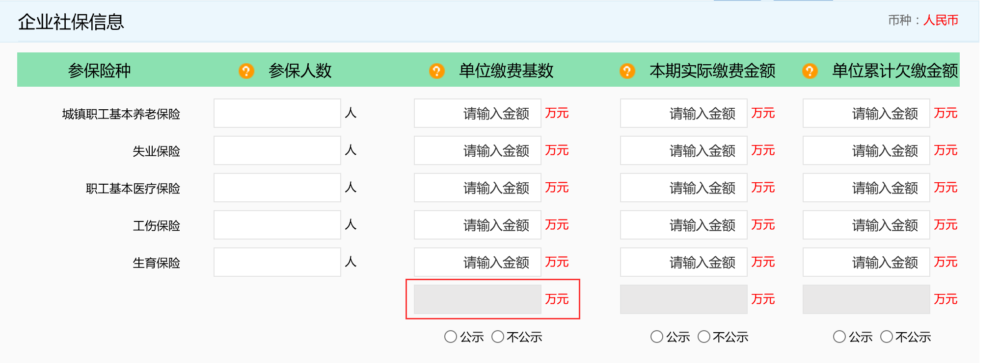 企业社保信息 币种：人民币
参保险种 ? 参保人数 ? 单位缴费基数 ? 本期实际缴费金额 ? 单位累计欠缴金额
城镇职工基本养老保险 人 请输入金额 万元 请输入金额 万元 请输入金额 万元
失业保险 人 请输入金额 万元 请输入金额 万元 请输入金额 万元
职工基本医疗保险 人 请输入金额 万元 请输入金额 万元 请输入金额 万元
工伤保险 人 请输入金额 万元 请输入金额 万元 请输入金额 万元
生育保险 人 请输入金额 万元 请输入金额 万元 请输入金额 万元
万元 万元 万元
公示 不公示 公示 不公示 公示 不公示